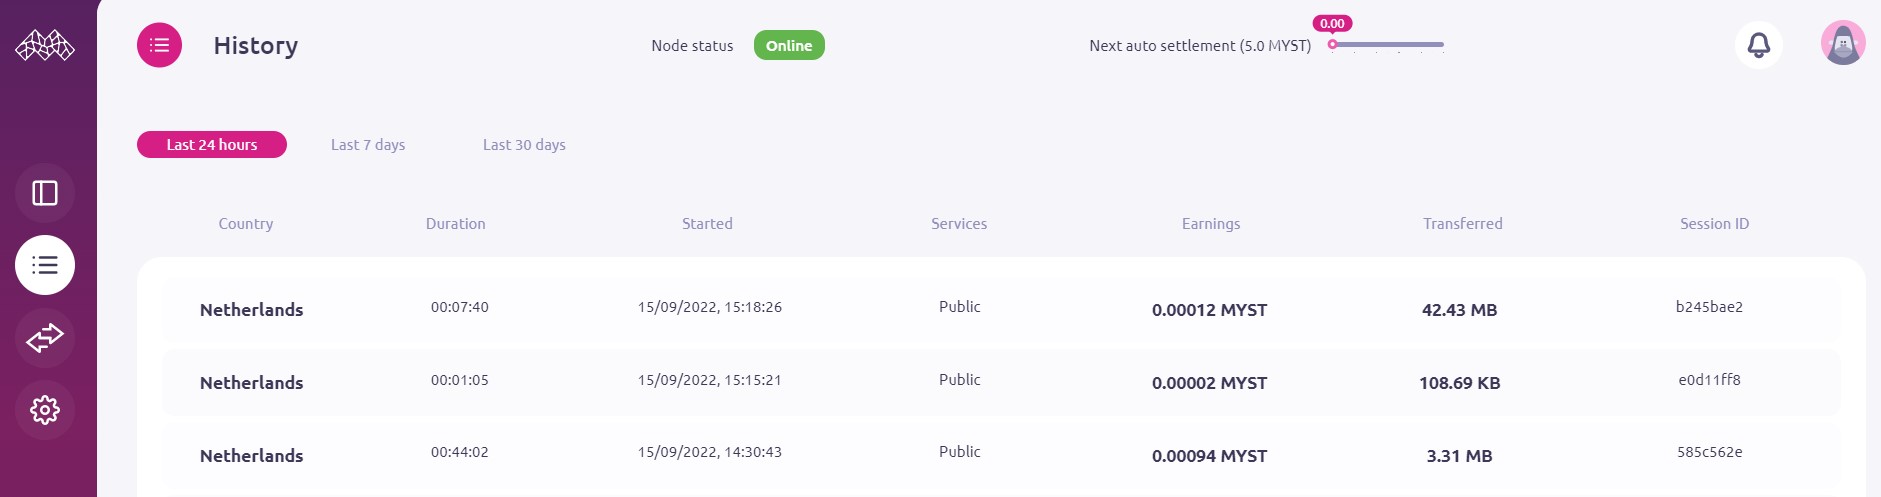 History
Node status Online
Next auto settlement (5.0 MYST) 0.00
Last 24 hours Last 7 days Last 30 days
Country Duration Started Services Earnings Transferred Session ID
Netherlands 00:07:40 15/09/2022, 15:18:26 Public 0.00012 MYST 42.43 MB b245bae2
Netherlands 00:01:05 15/09/2022, 15:15:21 Public 0.00002 MYST 108.69 KB e0d11ff8
Netherlands 00:44:02 15/09/2022, 14:30:43 Public 0.00094 MYST 3.31 MB 585c562e